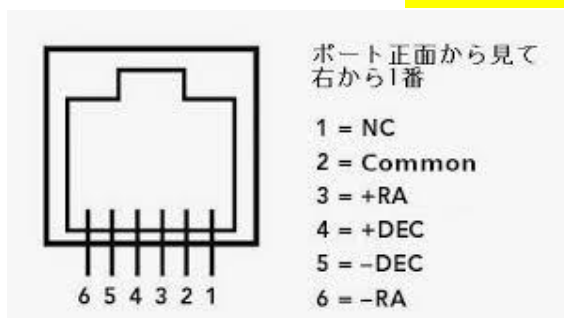 ポート正面から見て
右から1番
1 = NC
2 = Common
3 = +RA
4 = +DEC
5 = −DEC
6 = −RA
6 5 4 3 2 1